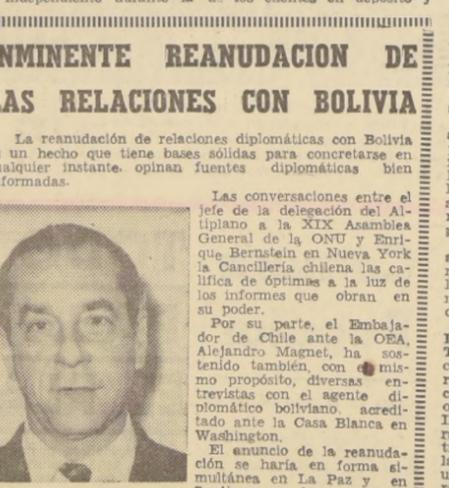 NMINENTE REANUDACION DE
AS RELACIONES CON BOLIVIA
La reanudación de relaciones diplomáticas con Bolivia
un hecho que tiene bases sólidas para concretarse en
alquier instante. opinan fuentes diplomáticas bien
formadas.
Las conversaciones entre el
jefe de la delegación del Al-
tiplano a la XIX Asamblea
General de la ONU y Enri-
que Bernstein en Nueva York
la Cancillería chilena las ca-
lifica de óptimas a la luz de
los informes que obran en
su poder.
Por su parte, el Embaja-
dor de Chile ante la OEA,
Alejandro Magnet, ha sos-
tenido también, con el mis-
mo propósito, diversas en-
trevistas con el agente di-
plomático boliviano, acredi-
tado ante la Casa Blanca en
Washington.
El anuncio de la reanuda-
ción se haría en forma si-
multánea en La Paz y en